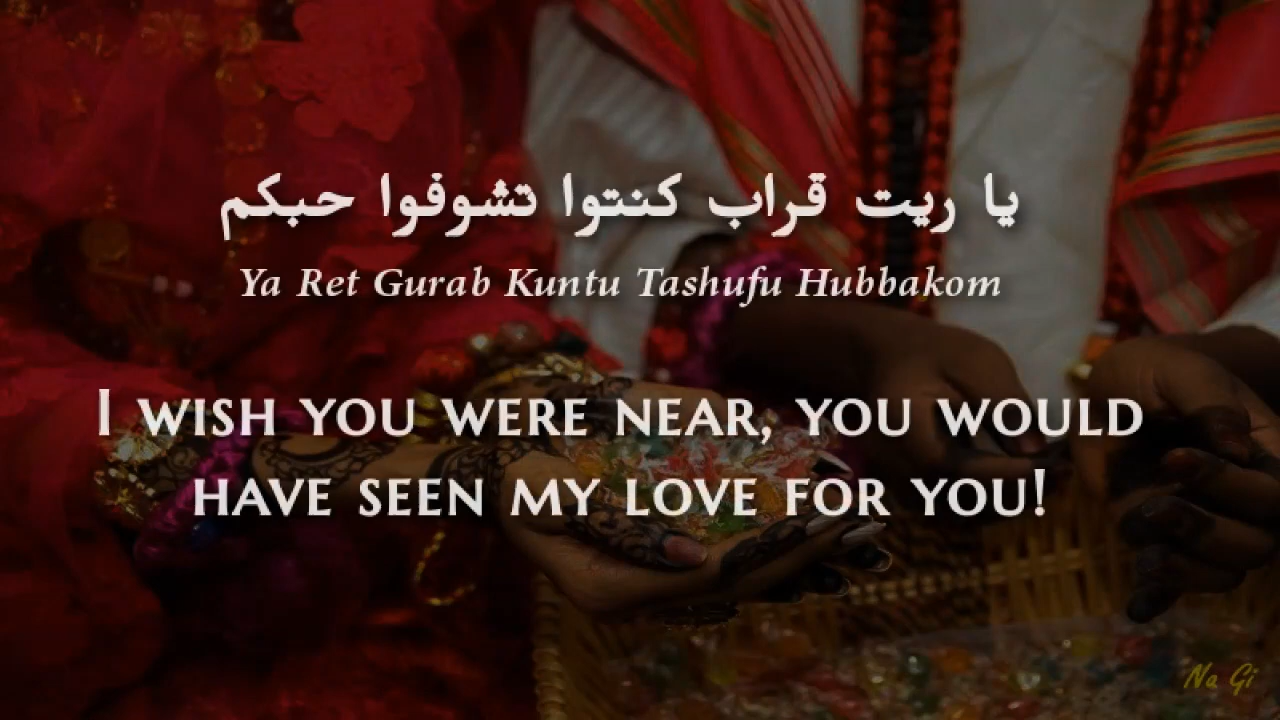 يا ريت قراب كنتوا تشوفوا حبكم
Ya Ret Gurab Kuntu Tashufu Hubbakom
I WISH YOU WERE NEAR, YOU WOULD
HAVE SEEN MY LOVE FOR YOU!
Na Gi